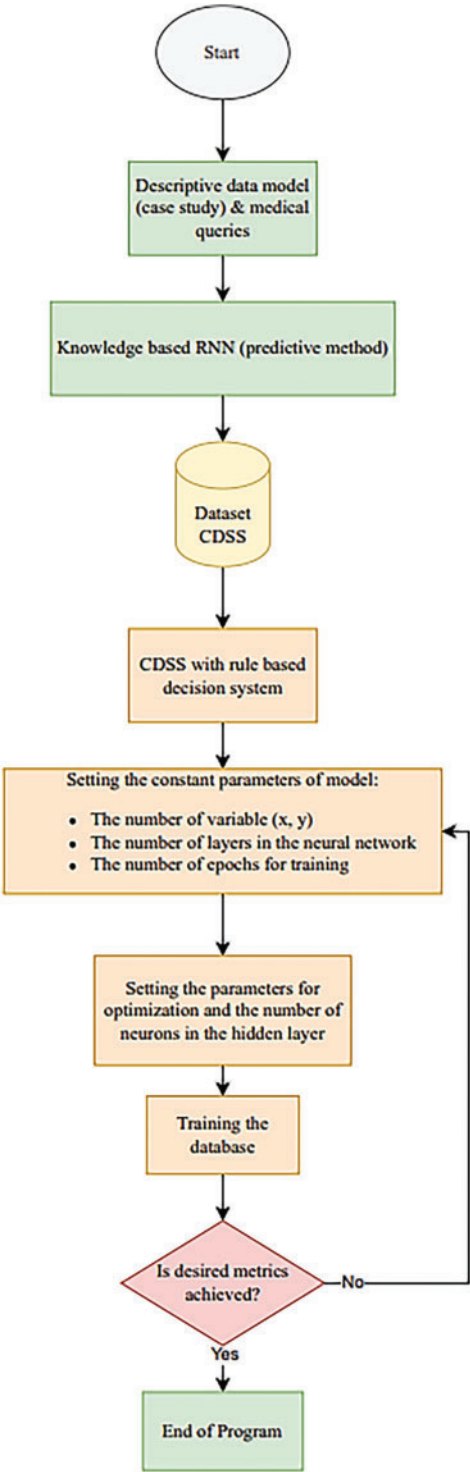 Start
Descriptive data model
(case study) & medical
queries
Knowledge based RNN (predictive method)
Dataset
CDSS
CDSS with rule based
decision system
Setting the constant parameters of model:
• The number of variable (x, y)
• The number of layers in the neural network
• The number of epochs for training
Setting the parameters for
optimization and the number of
neurons in the hidden layer
Training the
database
Is desired metrics
achieved?
No
Yes
End of Program